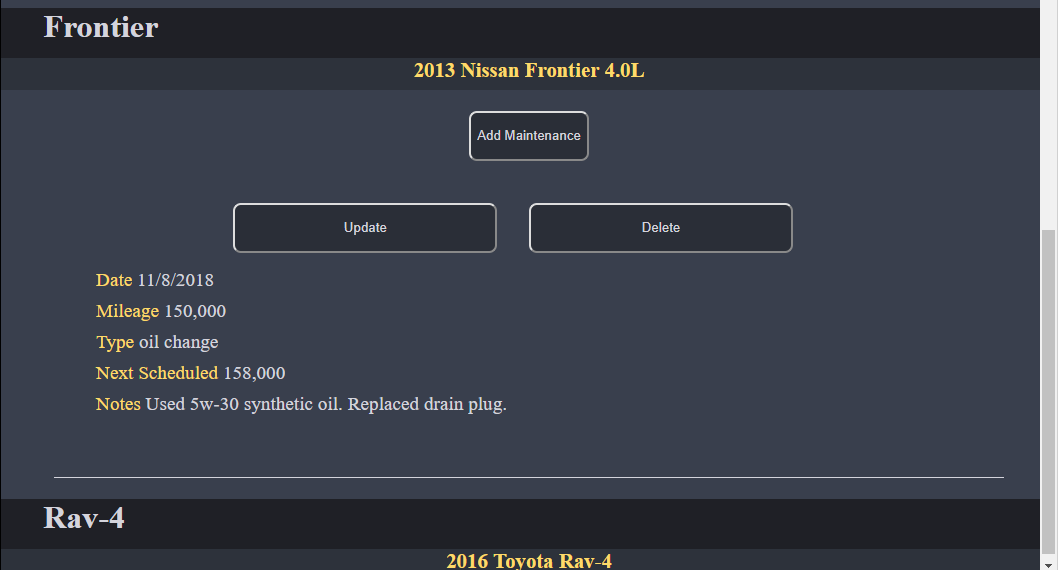 Frontier
2013 Nissan Frontier 4.0L
Add Maintenance
Update Delete
Date 11/8/2018
Mileage 150,000
Type oil change
Next Scheduled 158,000
Notes Used 5w-30 synthetic oil. Replaced drain plug.
Rav-4
2016 Toyota Rav-4